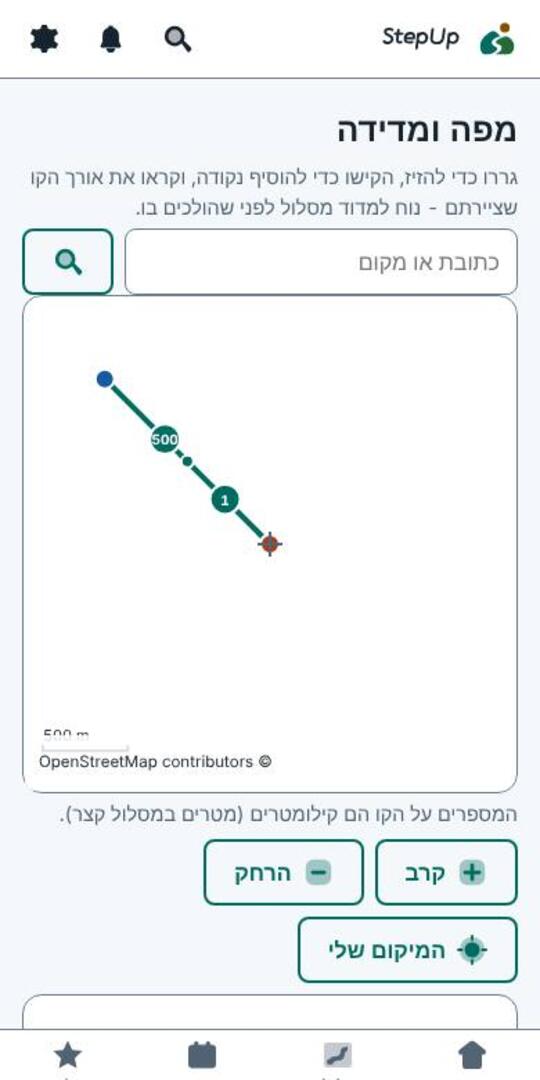 StepUp
מפה ומדידה
גררו כדי להזיז, הקישו כדי להוסיף נקודה, וקראו את אורך הקו
שציירתם - נוח למדוד מסלול לפני שהולכים בו.
כתובת או מקום
500
1
500 m
OpenStreetMap contributors ©
המספרים על הקו הם קילומטרים (מטרים במסלול קצר).
קרב
הרחק
המיקום שלי